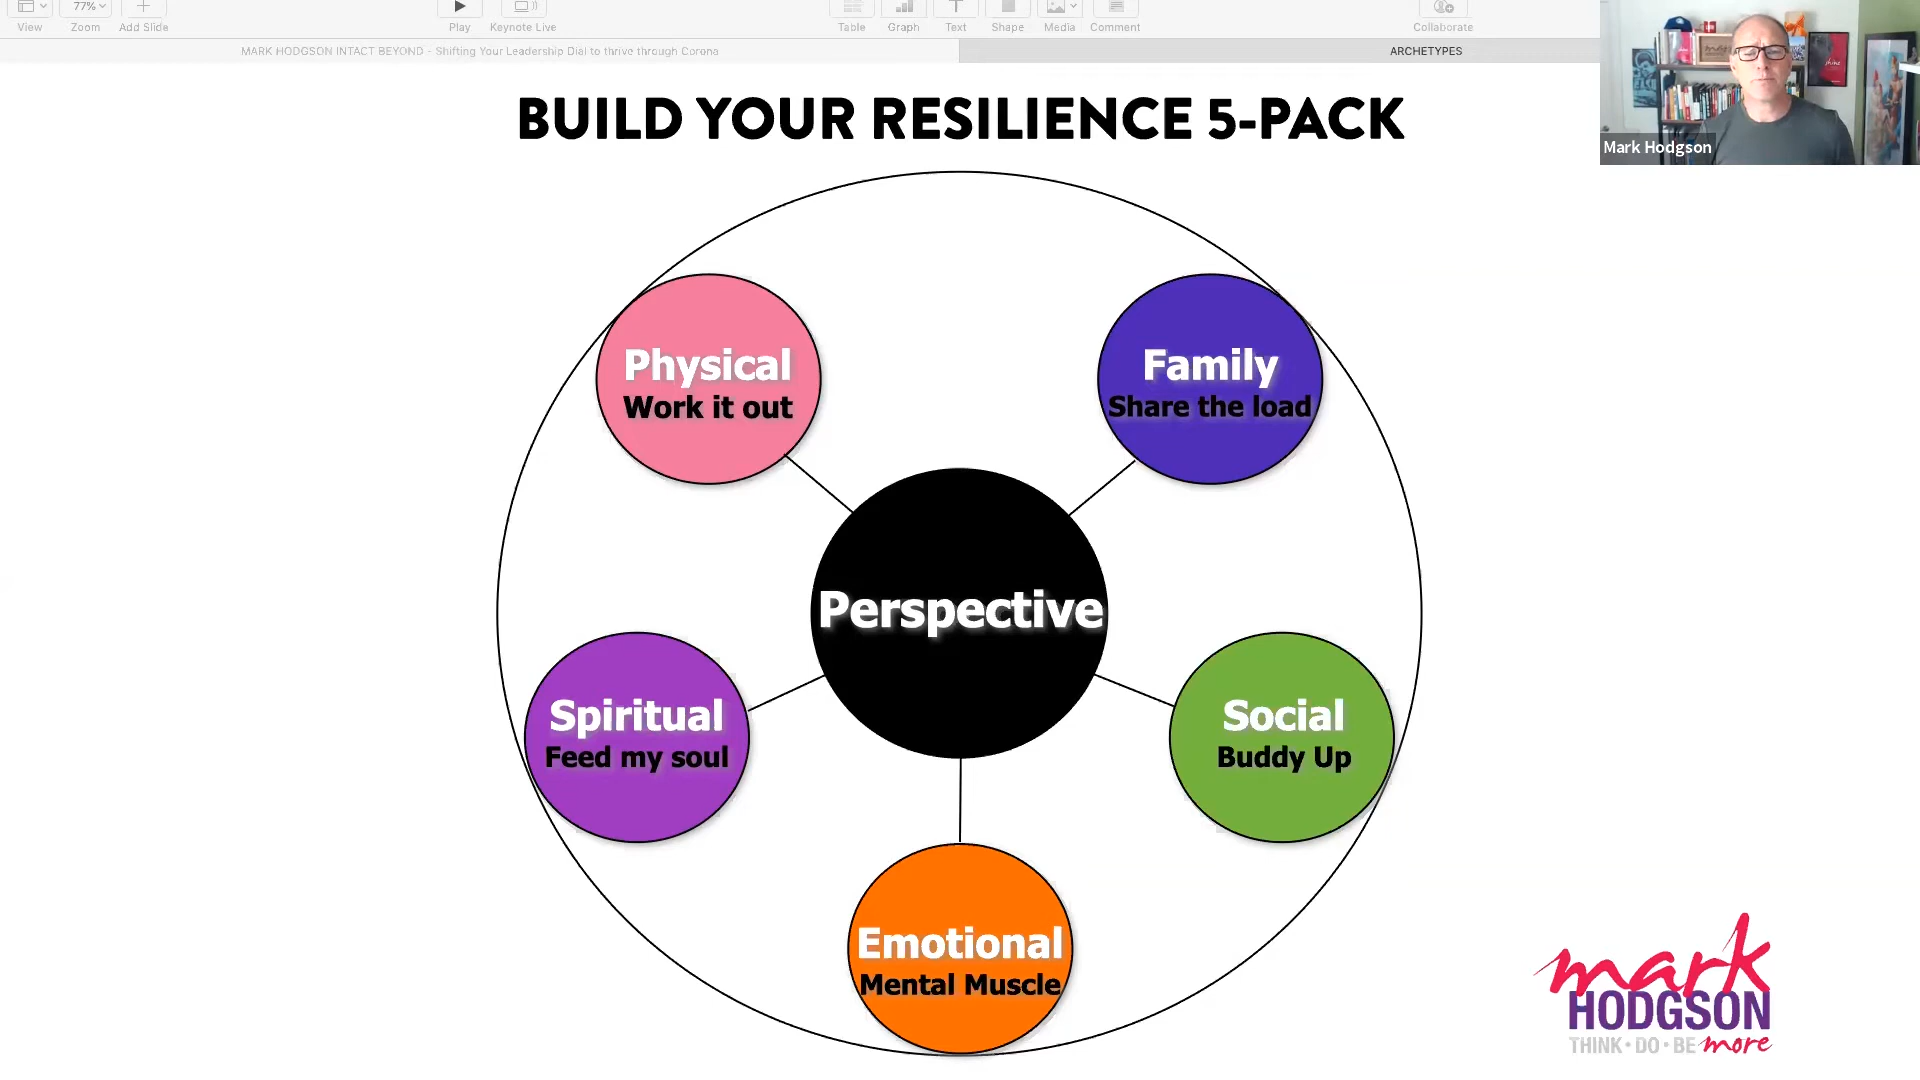 77%
View
Zoom
Add Slide
Play
Keynote Live
Table
Graph
Text
Shape
Media
Comment
Collaborate
MARK HODGSON INTACT BEYOND - Shifting Your Leadership Dial to thrive through Corona
ARCHETYPES
Mark Hodgson
BUILD YOUR RESILIENCE 5-PACK
Physical
Work it out
Family
Share the load
Perspective
Spiritual
Feed my soul
Social
Buddy Up
Emotional
Mental Muscle
mark
HODGSON
THINK·DO·BE more